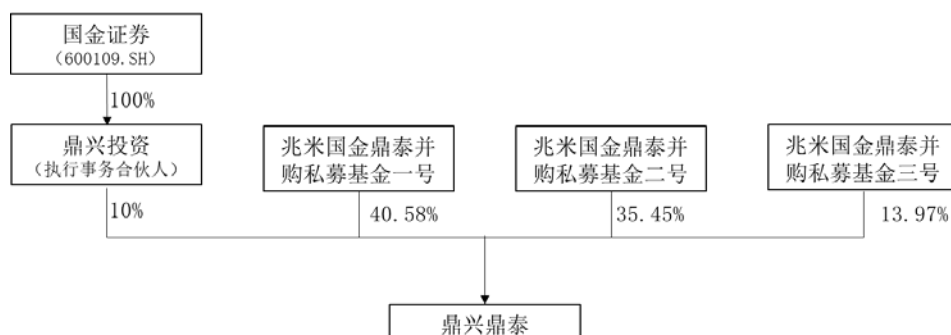 国金证券
（600109.SH）
100%
鼎兴投资
（执行事务合伙人）
兆米国金鼎泰并
购私募基金一号
兆米国金鼎泰并
购私募基金二号
兆米国金鼎泰并
购私募基金三号
10%
40.58%
35.45%
13.97%
鼎兴鼎泰